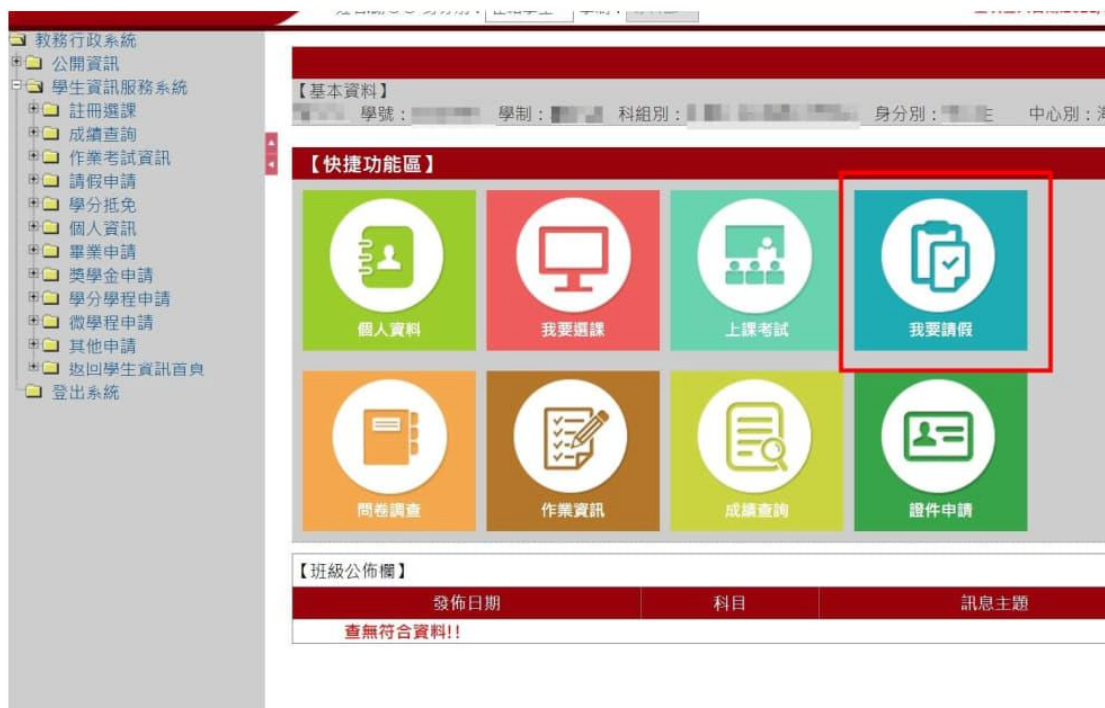 教務行政系統
公開資訊
學生資訊服務系統
註冊選課
成績查詢
作業考試資訊
請假申請
學分抵免
個人資訊
畢業申請
獎學金申請
學分學程申請
微學程申請
其他申請
返回學生資訊首頁
登出系統
【基本資料】
學號： 學制： 科組別： 身分別： 生 中心別：
【快捷功能區】
個人資料 我要選課 上課考試 我要請假
問卷調查 作業資訊 成績查詢 證件申請
【班級公佈欄】
發佈日期 科目 訊息主題
查無符合資料!!